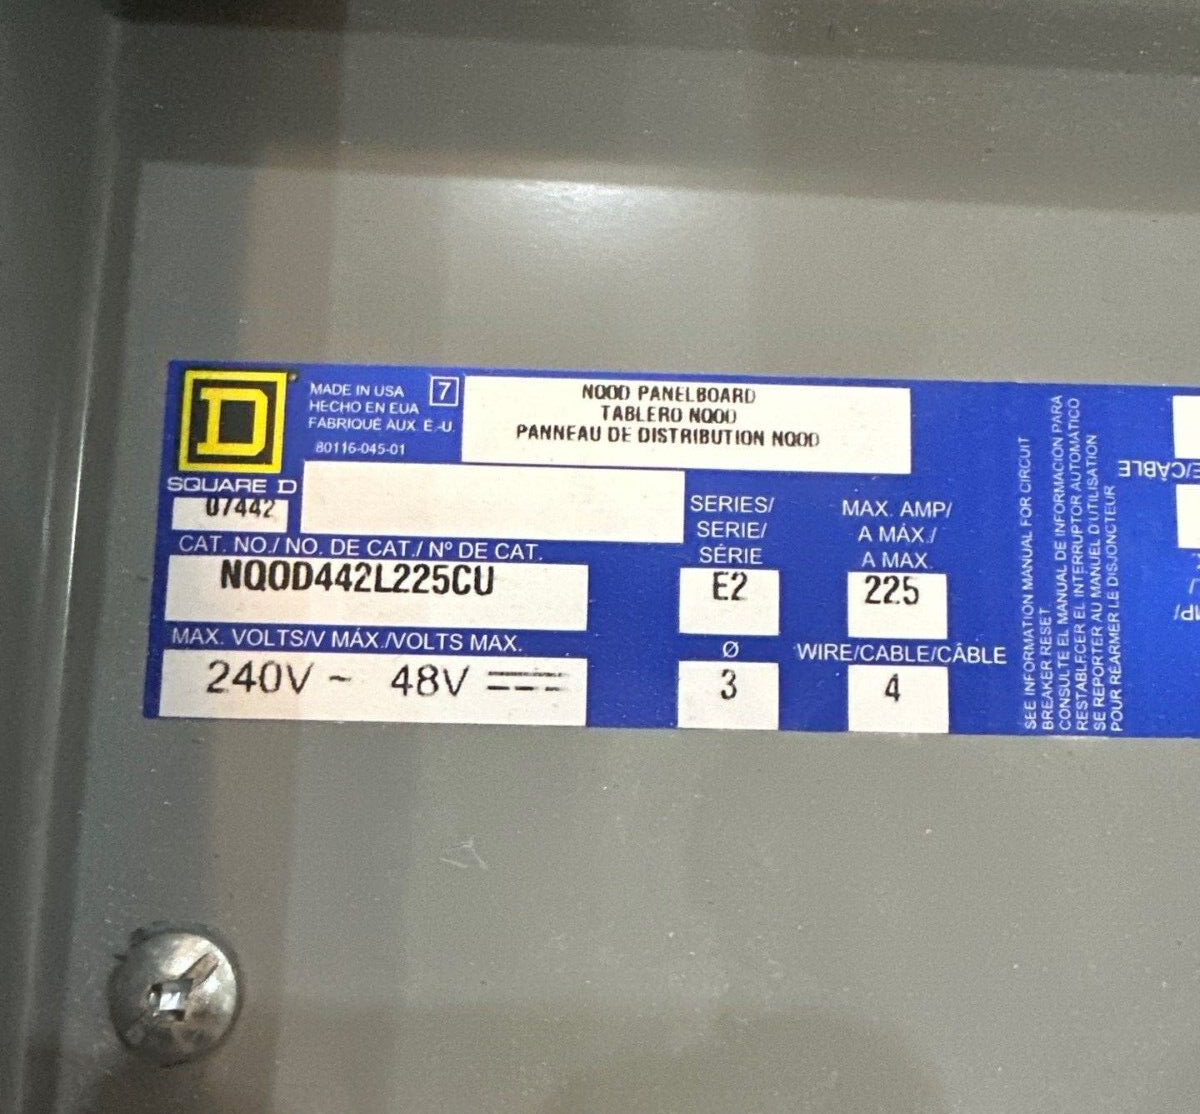 MADE IN USA 7
HECHO EN EUA
FABRIQUÉ AUX É.-U.
80116-045-01
NQOD PANELBOARD
TABLERO NQOD
PANNEAU DE DISTRIBUTION NQOD
D
SQUARE D
07442
CAT. NO./ NO. DE CAT./ Nº DE CAT.
NQOD442L225CU
MAX. VOLTS/V MÁX./VOLTS MAX.
240V ~ 48V
SERIES/
SERIE/
SÉRIE
E2
Ø
3
MAX. AMP/
A MÁX./
A MAX.
225
WIRE/CABLE/CÂBLE
4
SEE INFORMATION MANUAL FOR CIRCUIT
BREAKER RESET
CONSULTE EL MANUAL DE INFORMACION PARA
RESTABLECER EL INTERRUPTOR AUTOMÁTICO
SE REPORTER AU MANUEL D'UTILISATION
POUR RÉARMER LE DISJONCTEUR
E/CÂBLE